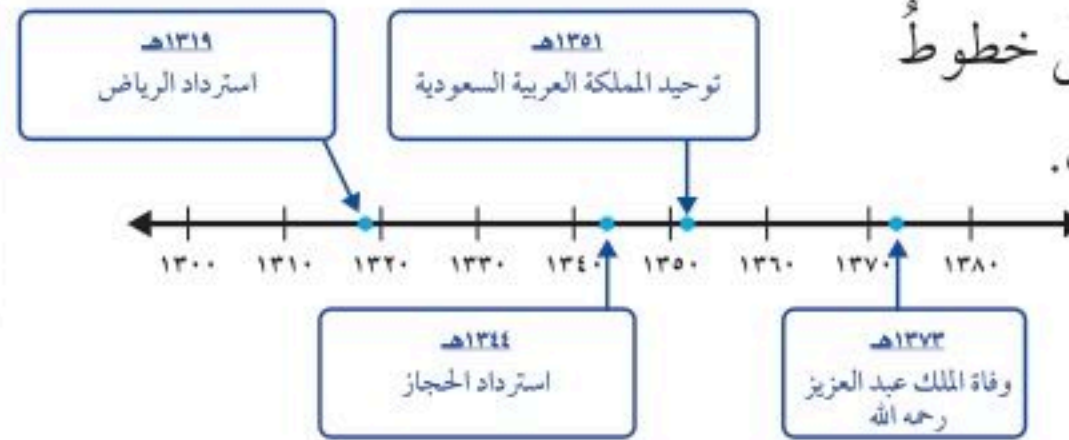 خطوطُ
١٣١٩هـ
استرداد الرياض
١٣٥١هـ
توحيد المملكة العربية السعودية
١٣٠٠ ١٣١٠ ١٣٢٠ ١٣٣٠ ١٣٤٠ ١٣٥٠ ١٣٦٠ ١٣٧٠ ١٣٨٠
١٣٤٤هـ
استرداد الحجاز
١٣٧٣هـ
وفاة الملك عبد العزيز
رحمه الله